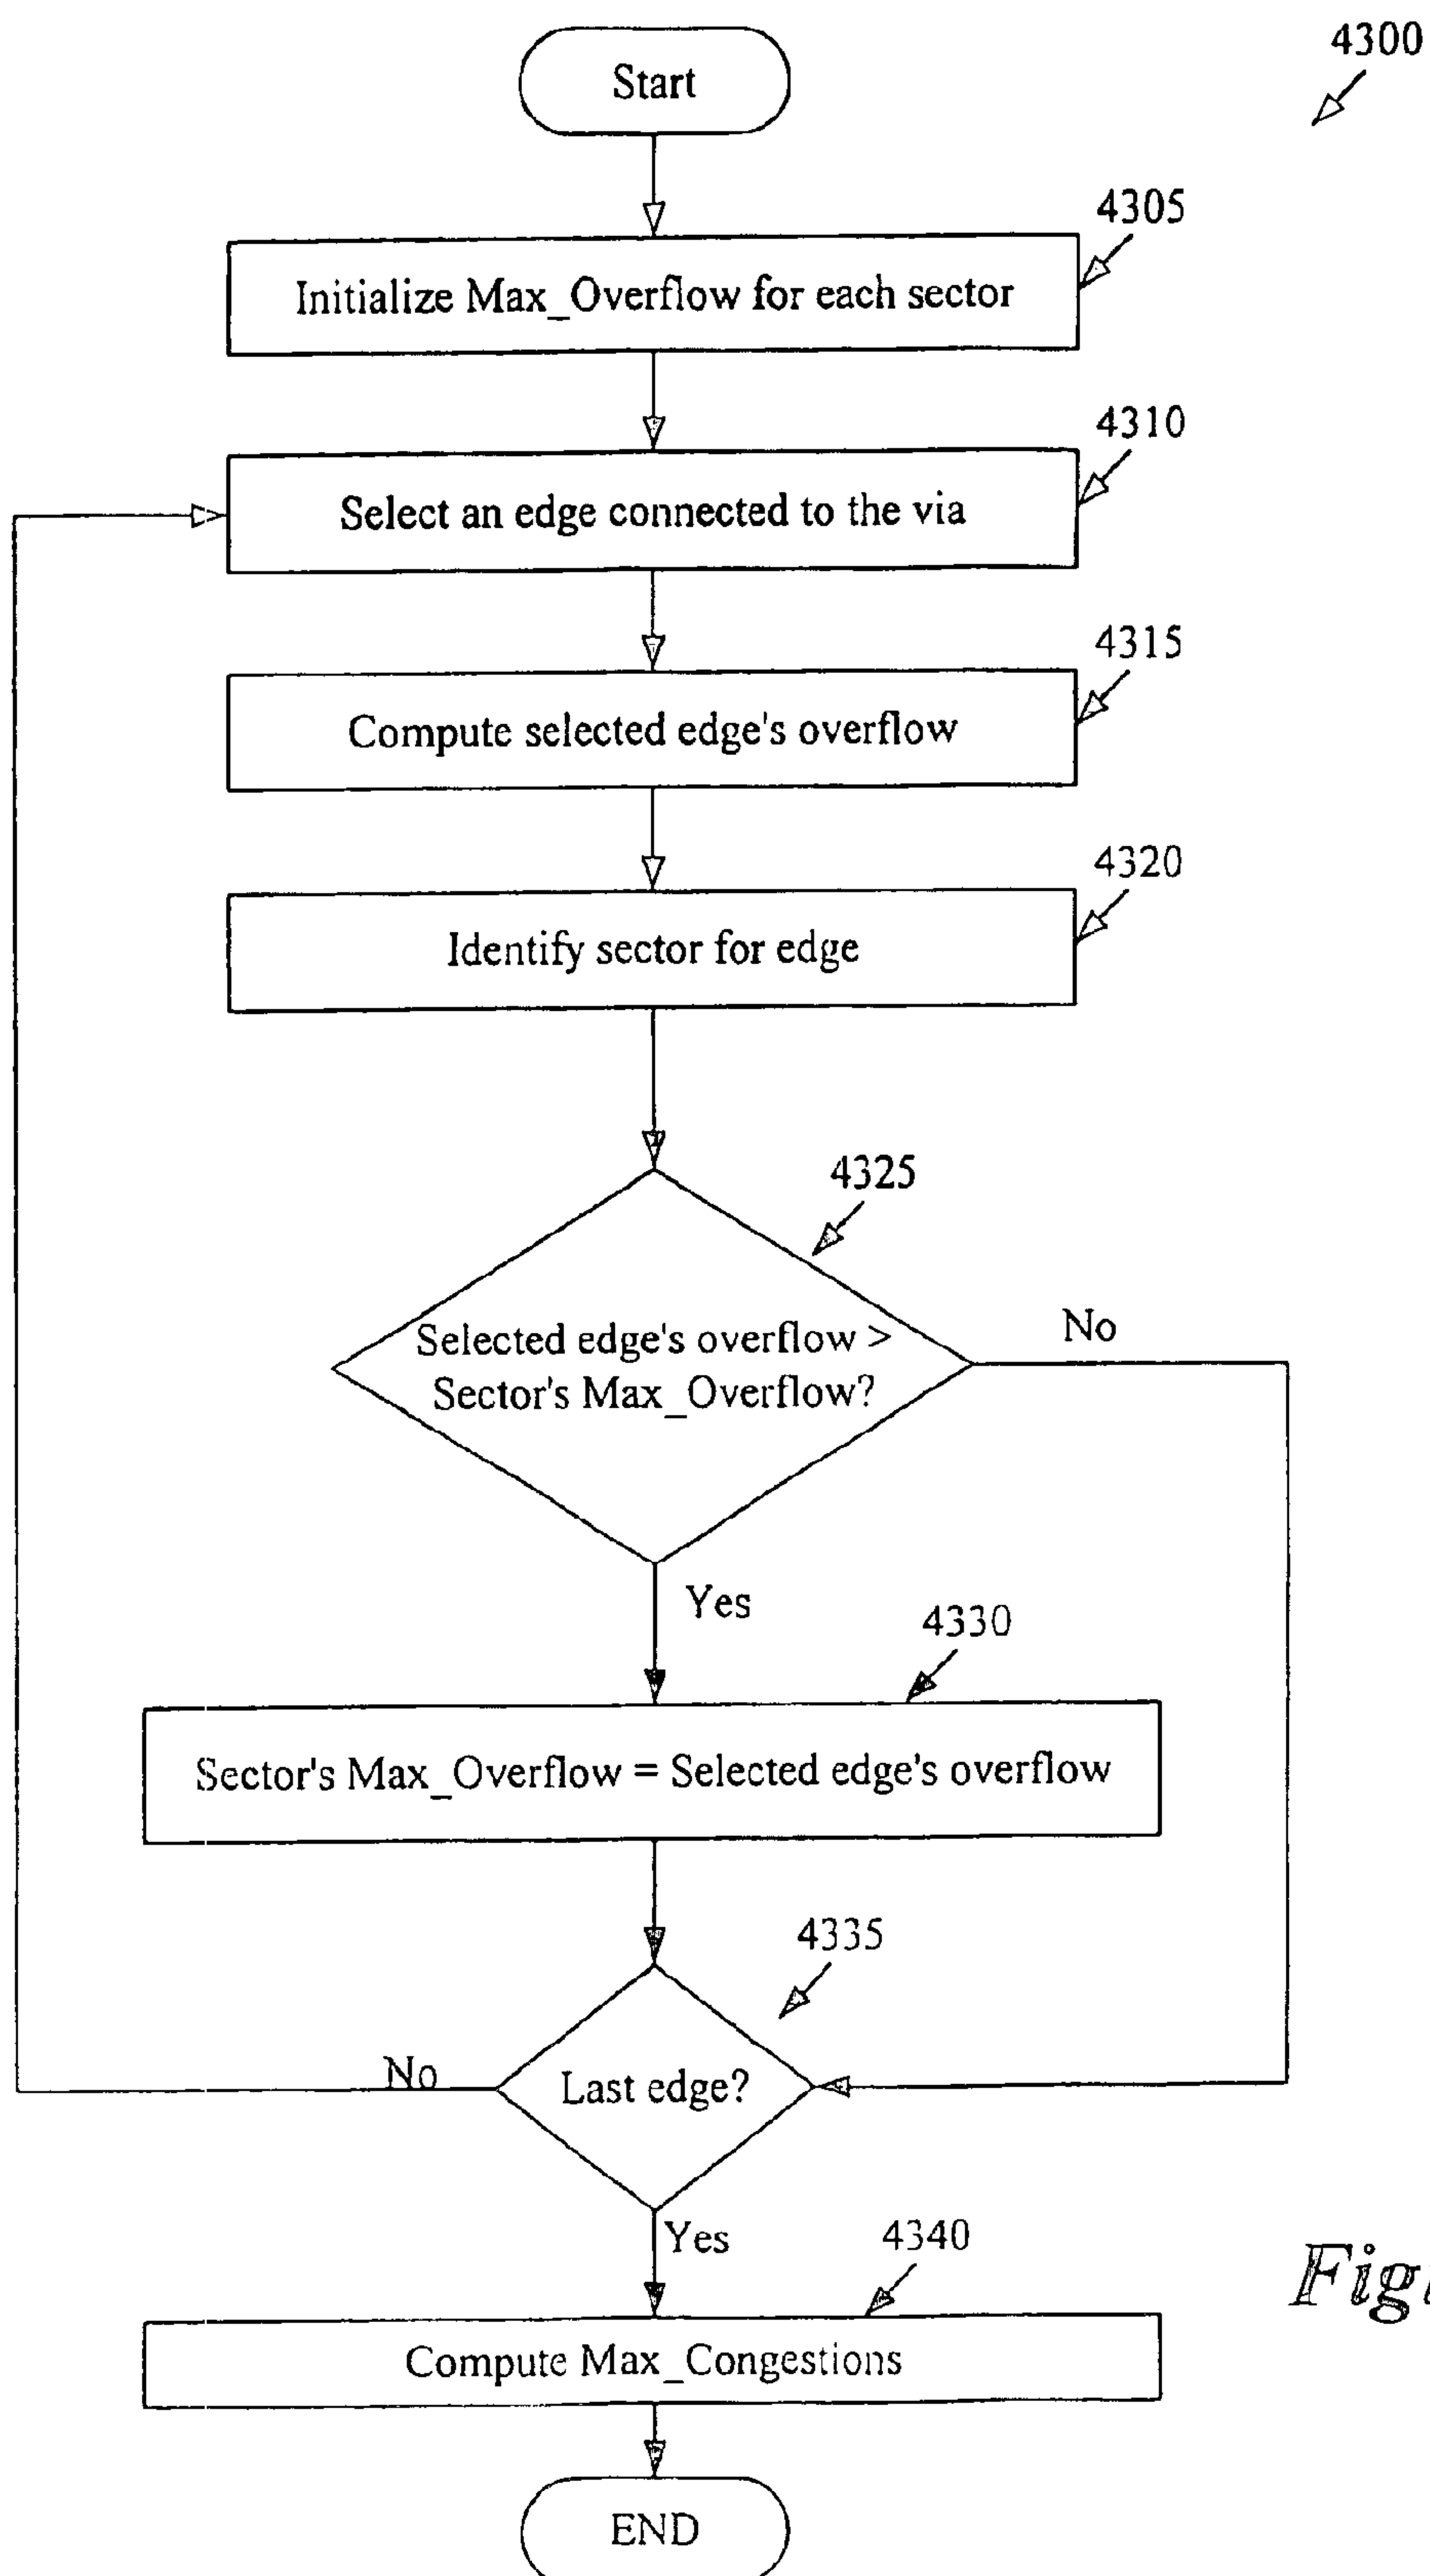 Start
4300
4305
Initialize Max_Overflow for each sector
4310
Select an edge connected to the via
4315
Compute selected edge's overflow
4320
Identify sector for edge
4325
Selected edge's overflow >
Sector's Max_Overflow?
No
Yes
4330
Sector's Max_Overflow = Selected edge's overflow
4335
Last edge?
No
Yes
4340
Compute Max_Congestions
END